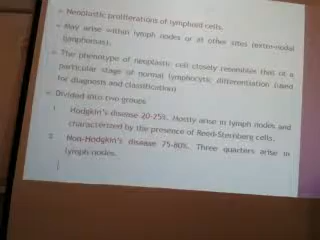 Neoplastic proliferations of lymphoid cells.
May arise within lymph nodes or at other sites (extra-nodal
lymphomas).
The phenotype of neoplastic cell closely resembles that of a
particular stage of normal lymphocytic differentiation (used
for diagnosis and classification)
Divided into two groups
1. Hodgkin's disease 20-25%. Mostly arise in lymph nodes and
characterized by the presence of Reed-Sternberg cells.
2. Non-Hodgkin's disease 75-80%. Three quarters arise in
lymph nodes.